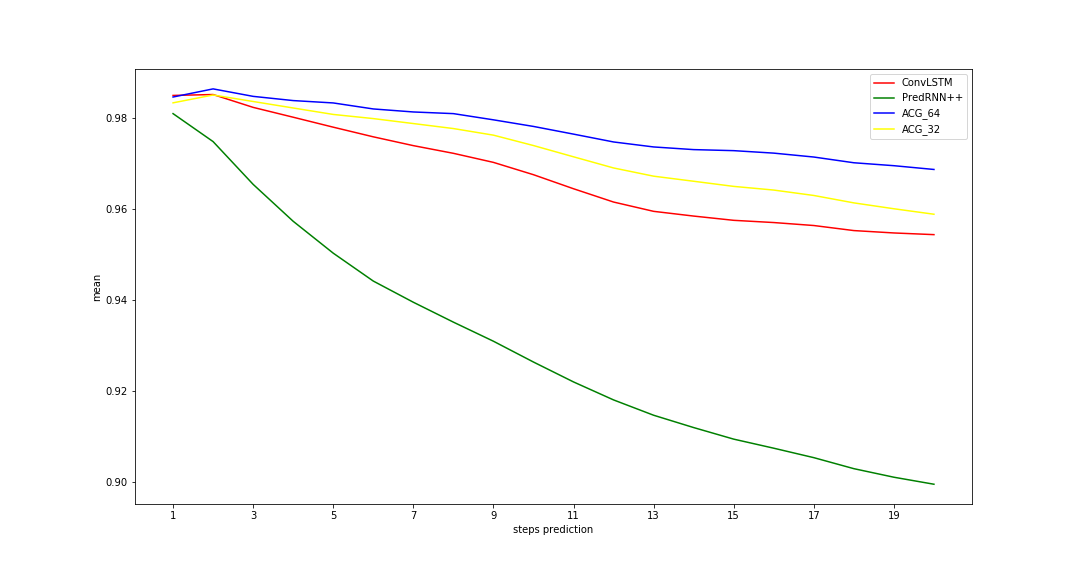 ConvLSTM
PredRNN++
ACG_64
ACG_32
0.98
0.96
0.94
0.92
0.90
mean
1 3 5 7 9 11 13 15 17 19
steps prediction